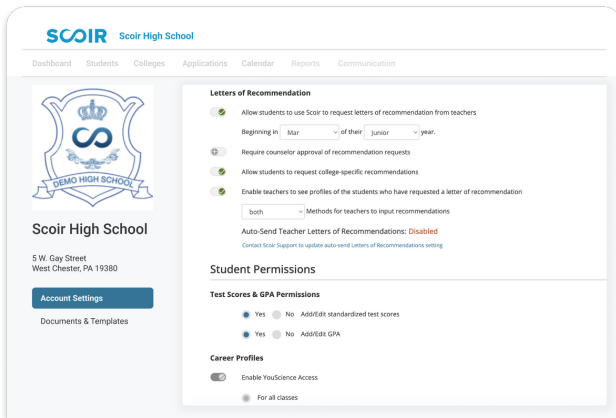 SCOIR Scoir High School
Dashboard Students Colleges Applications Calendar Reports Communication
DEMO HIGH SCHOOL
Scoir High School
5 W. Gay Street
West Chester, PA 19380
Account Settings
Documents & Templates
Letters of Recommendation
Allow students to use Scoir to request letters of recommendation from teachers
Beginning in Mar of their Junior year.
Require counselor approval of recommendation requests
Allow students to request college-specific recommendations
Enable teachers to see profiles of the students who have requested a letter of recommendation
both Methods for teachers to input recommendations
Auto-Send Teacher Letters of Recommendations: Disabled
Contact Scoir Support to update auto-send Letters of Recommendations setting
Student Permissions
Test Scores & GPA Permissions
Yes No Add/Edit standardized test scores
Yes No Add/Edit GPA
Career Profiles
Enable YouScience Access
For all classes